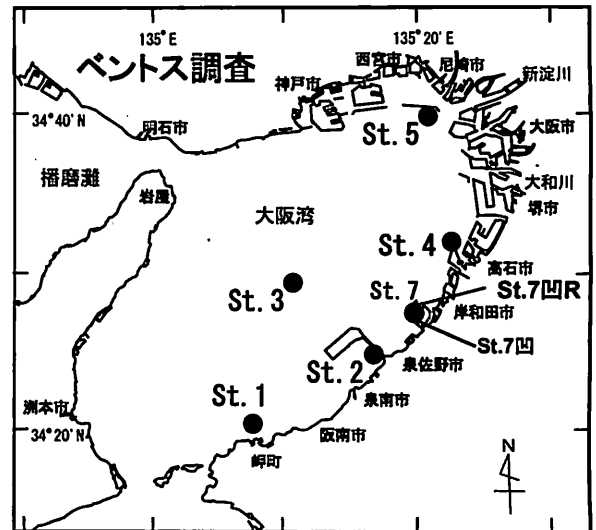 135°E
135°20'E
ベントス調査
西宮市
尼崎市
新淀川
神戸市
34°40'N
明石市
St.5
大阪市
播磨灘
岩屋
大阪湾
大和川
堺市
St.4
高石市
St.3
St.7
St.7凹R
岸和田市
St.7凹
St.2
泉佐野市
泉南市
St.1
洲本市
34°20'N
阪南市
岬町
N